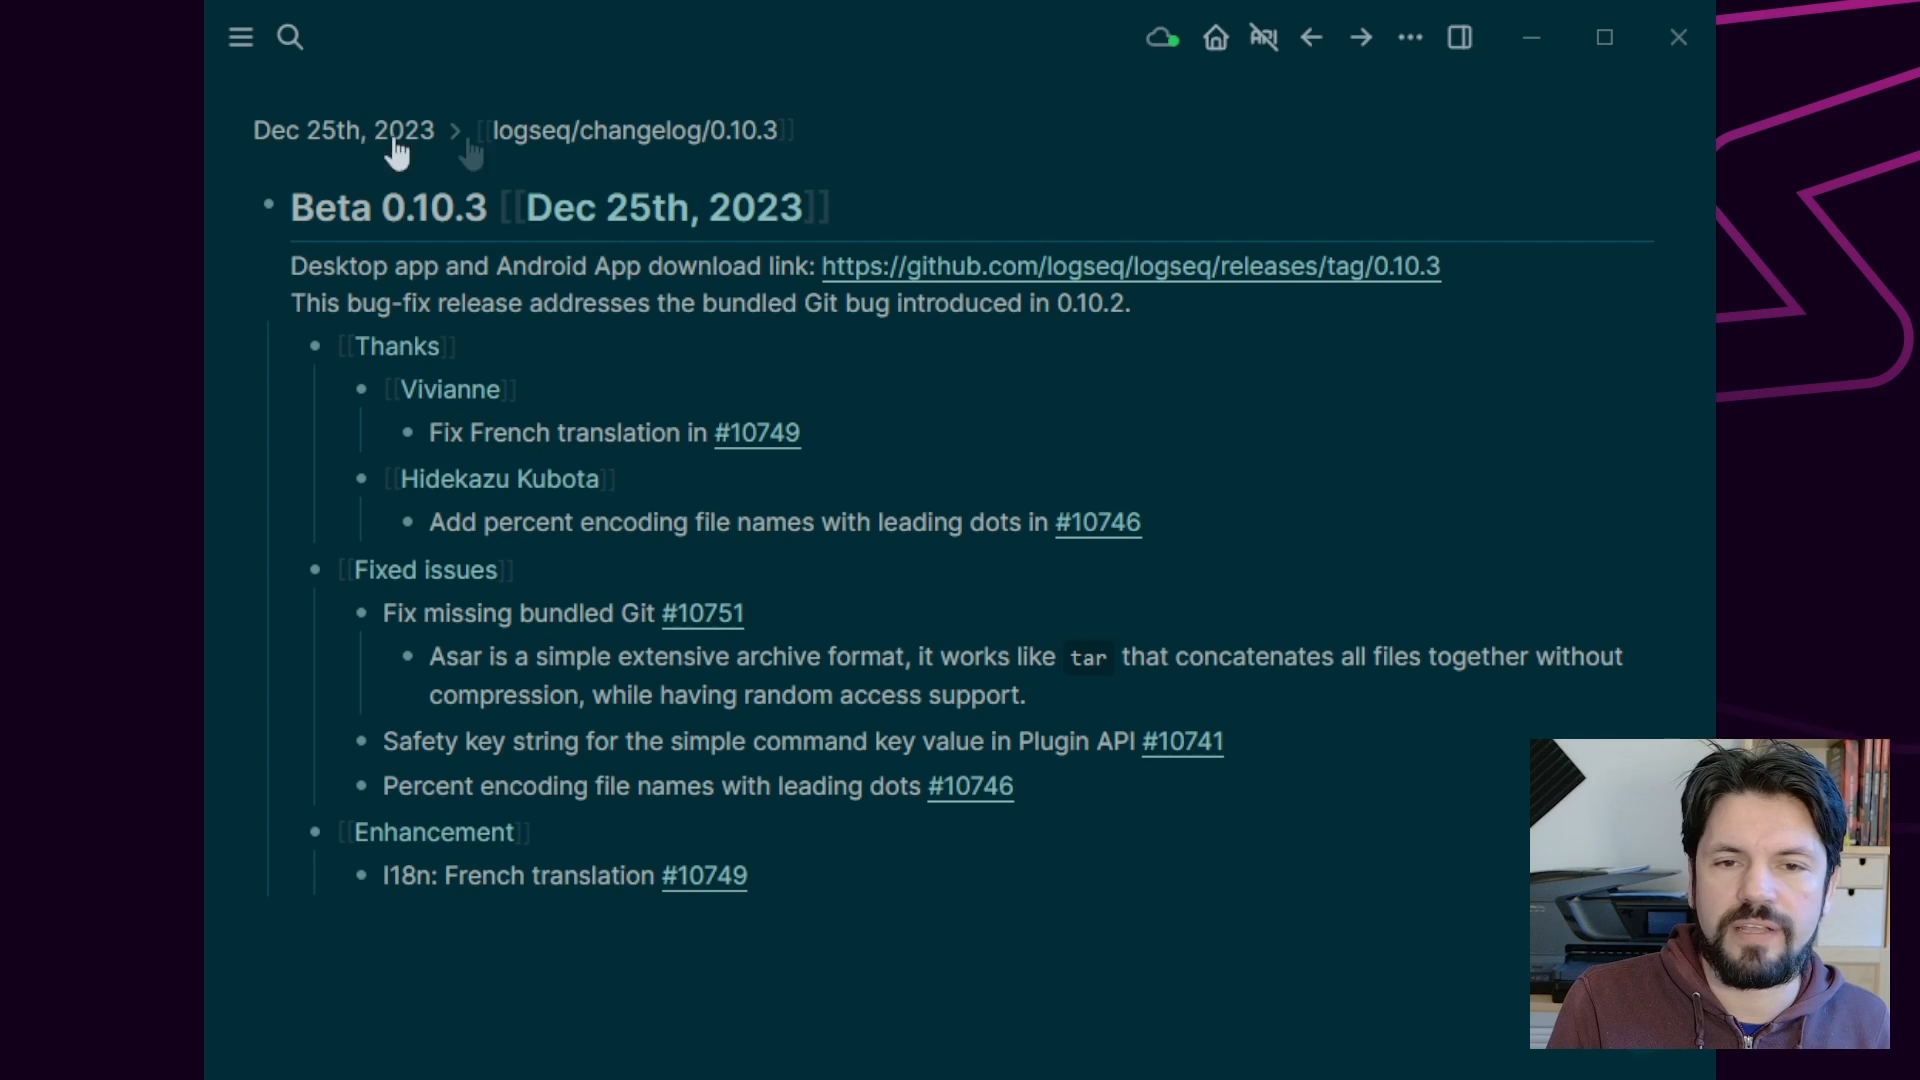 API
Dec 25th, 2023 > [[logseq/changelog/0.10.3]]
Beta 0.10.3 [[Dec 25th, 2023]]
Desktop app and Android App download link: https://github.com/logseq/logseq/releases/tag/0.10.3
This bug-fix release addresses the bundled Git bug introduced in 0.10.2.
[[Thanks]]
[[Vivianne]]
Fix French translation in #10749
[[Hidekazu Kubota]]
Add percent encoding file names with leading dots in #10746
[[Fixed issues]]
Fix missing bundled Git #10751
Asar is a simple extensive archive format, it works like tar that concatenates all files together without
compression, while having random access support.
Safety key string for the simple command key value in Plugin API #10741
Percent encoding file names with leading dots #10746
[[Enhancement]]
I18n: French translation #10749